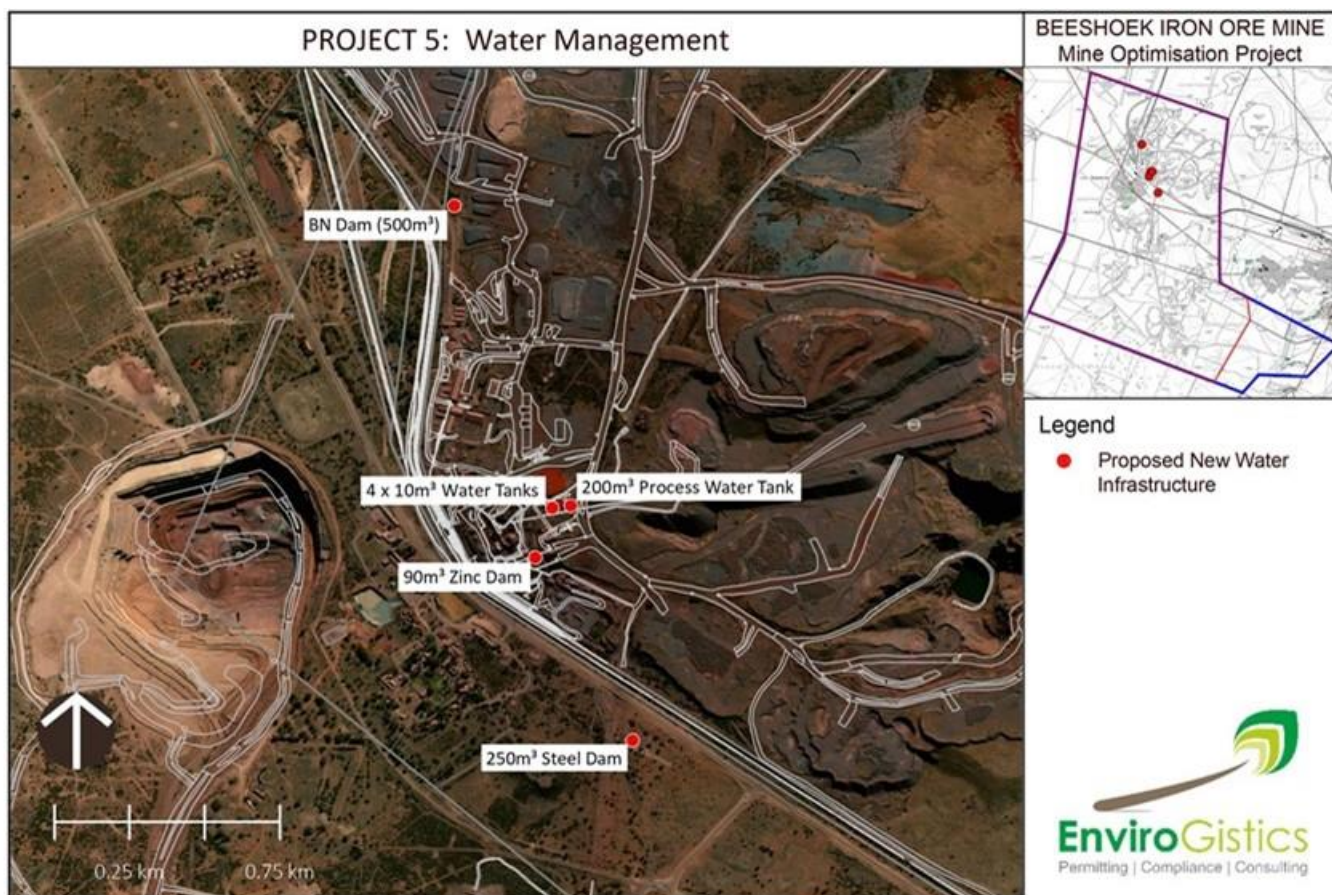 PROJECT 5: Water Management
BEESHOEK IRON ORE MINE
Mine Optimisation Project
BN Dam (500m³)
4 x 10m³ Water Tanks
200m³ Process Water Tank
90m³ Zinc Dam
250m³ Steel Dam
0.25 km
0.75 km
Legend
Proposed New Water
Infrastructure
EnviroGistics
Permitting | Compliance | Consulting